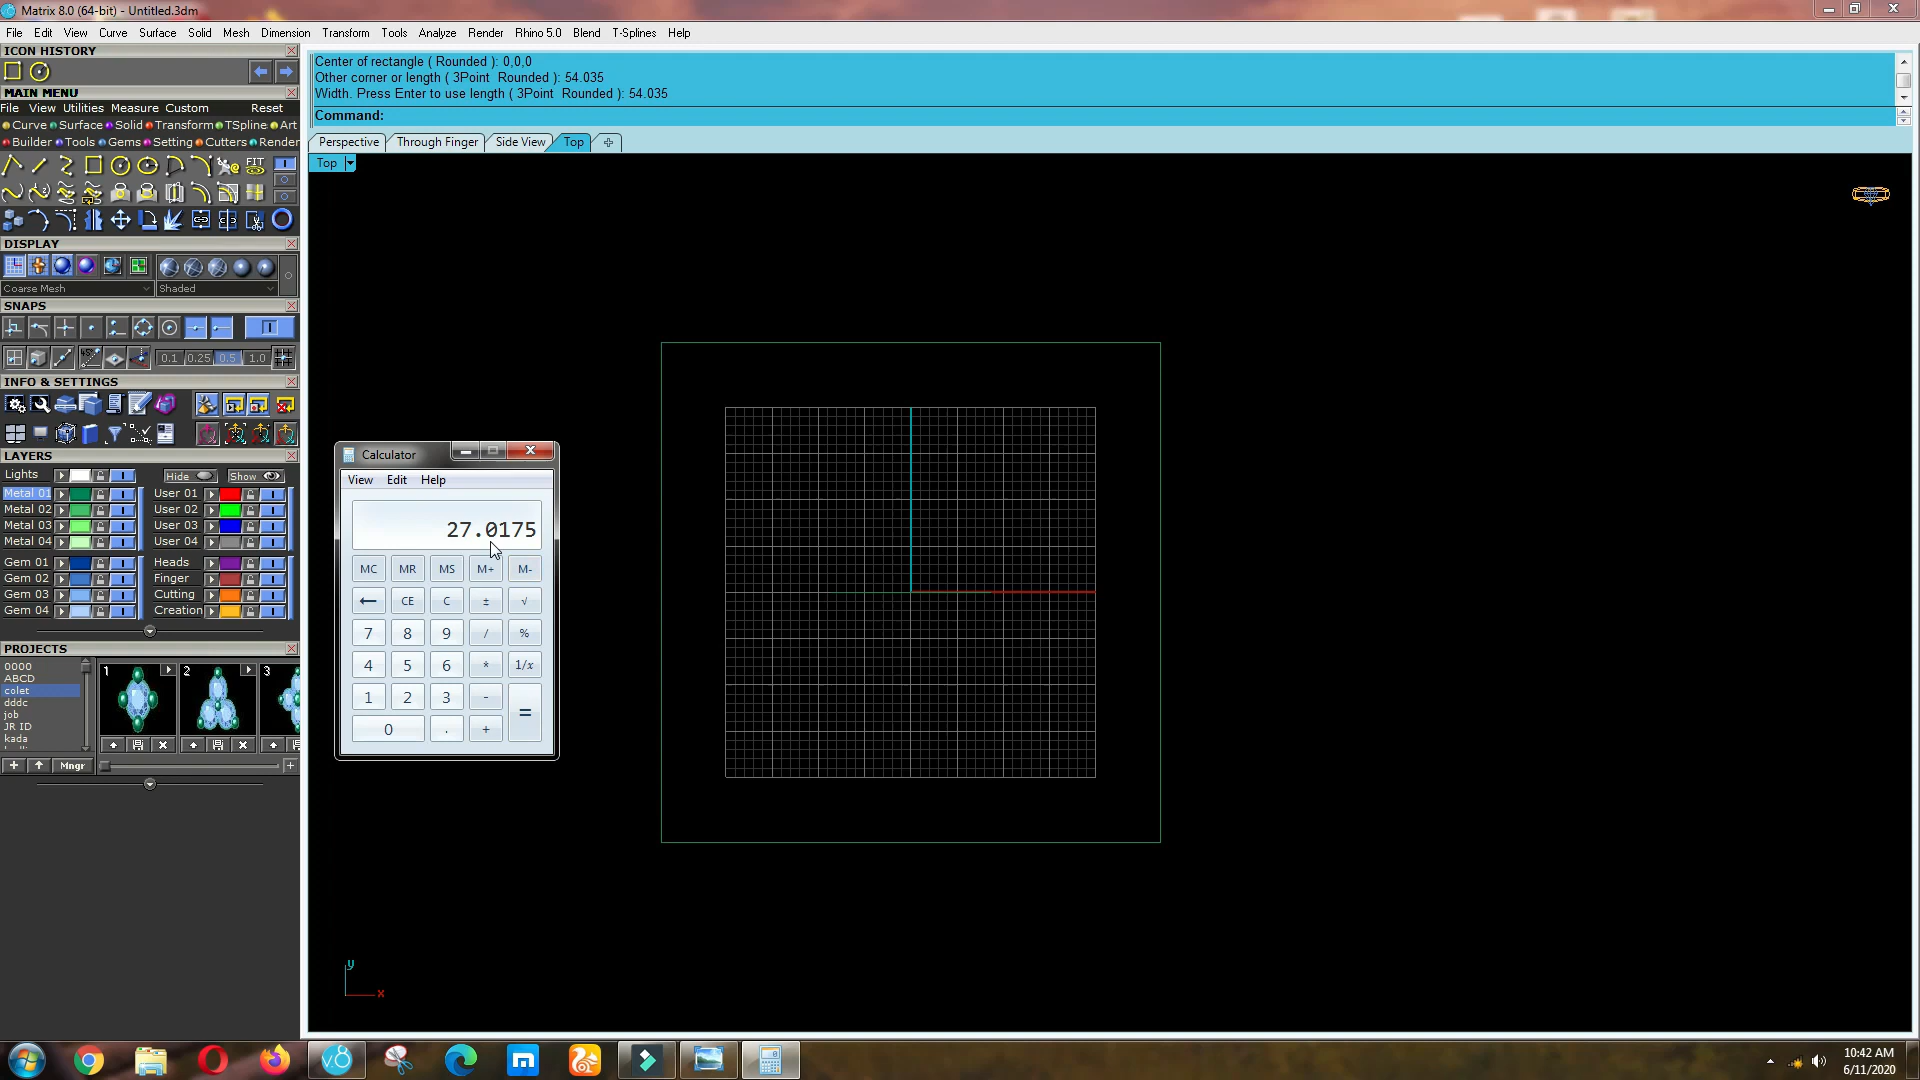 Matrix 8.0 (64-bit) - Untitled.3dm
File Edit View Curve Surface Solid Mesh Dimension Transform Tools Analyze Render Rhino 5.0 Blend T-Splines Help
ICON HISTORY
MAIN MENU
File View Utilities Measure Custom Reset
Curve Surface Solid Transform TSpline Art
Builder Tools Gems Setting Cutters Render
FIT
DISPLAY
Coarse Mesh Shaded
SNAPS
0.1 0.25 0.5 1.0
INFO & SETTINGS
LAYERS
Lights Hide Show
Metal 01 User 01
Metal 02 User 02
Metal 03 User 03
Metal 04 User 04
Gem 01 Heads
Gem 02 Finger
Gem 03 Cutting
Gem 04 Creation
PROJECTS
0000
ABCD
colet
dddc
job
JR ID
kada
1 2 3
+ Mngr +
Center of rectangle ( Rounded ): 0,0,0
Other corner or length ( 3Point Rounded ): 54.035
Width. Press Enter to use length ( 3Point Rounded ): 54.035
Command:
Perspective Through Finger Side View Top
Top
Calculator
View Edit Help
27.0175
MC MR MS M+ M-
← CE C ± √
7 8 9 / %
4 5 6 * 1/x
1 2 3 - =
0 . +
y
x
v8
10:42 AM
6/11/2020